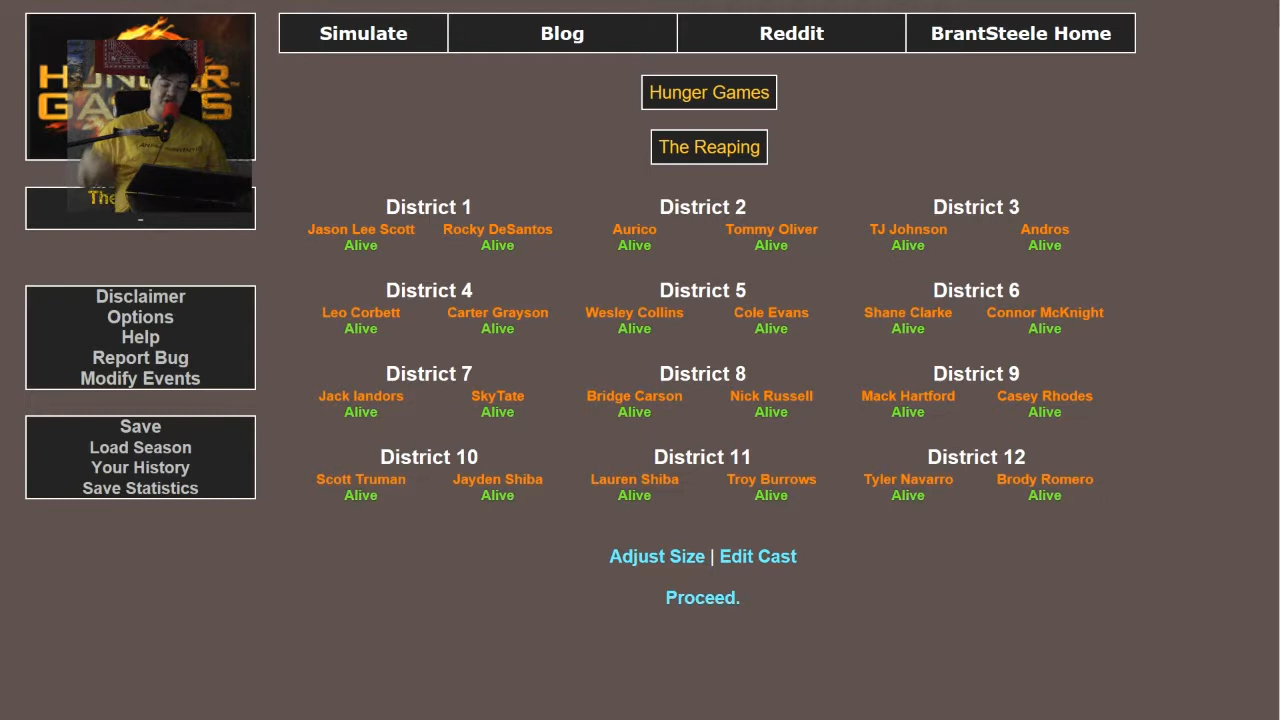 Simulate Blog Reddit BrantSteele Home
HUNGER
GAMES
Hunger Games
The Reaping
The
-
District 1 District 2 District 3
Jason Lee Scott Rocky DeSantos Aurico Tommy Oliver TJ Johnson Andros
Alive Alive Alive Alive Alive Alive
District 4 District 5 District 6
Leo Corbett Carter Grayson Wesley Collins Cole Evans Shane Clarke Connor McKnight
Alive Alive Alive Alive Alive Alive
District 7 District 8 District 9
Jack landors SkyTate Bridge Carson Nick Russell Mack Hartford Casey Rhodes
Alive Alive Alive Alive Alive Alive
District 10 District 11 District 12
Scott Truman Jayden Shiba Lauren Shiba Troy Burrows Tyler Navarro Brody Romero
Alive Alive Alive Alive Alive Alive
Adjust Size | Edit Cast
Proceed.
Disclaimer
Options
Help
Report Bug
Modify Events
Save
Load Season
Your History
Save Statistics